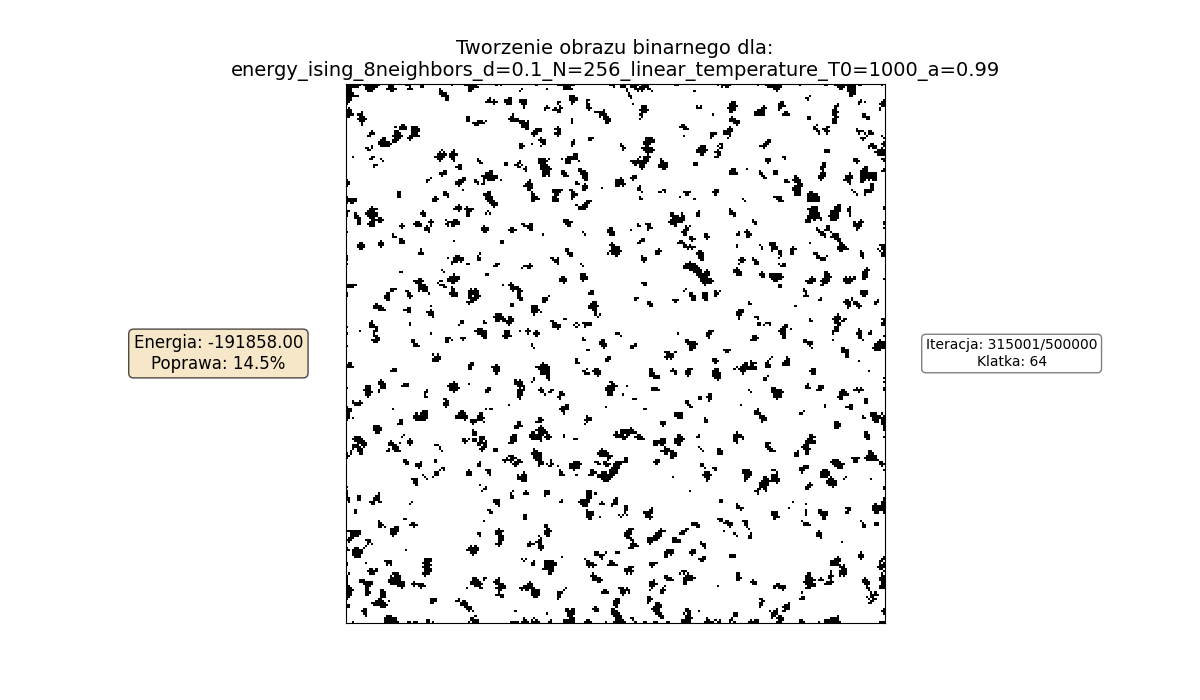 Tworzenie obrazu binarnego dla:
energy_ising_8neighbors_d=0.1_N=256_linear_temperature_T0=1000_a=0.99
Energia: -191858.00
Poprawa: 14.5%
Iteracja: 315001/500000
Klatka: 64